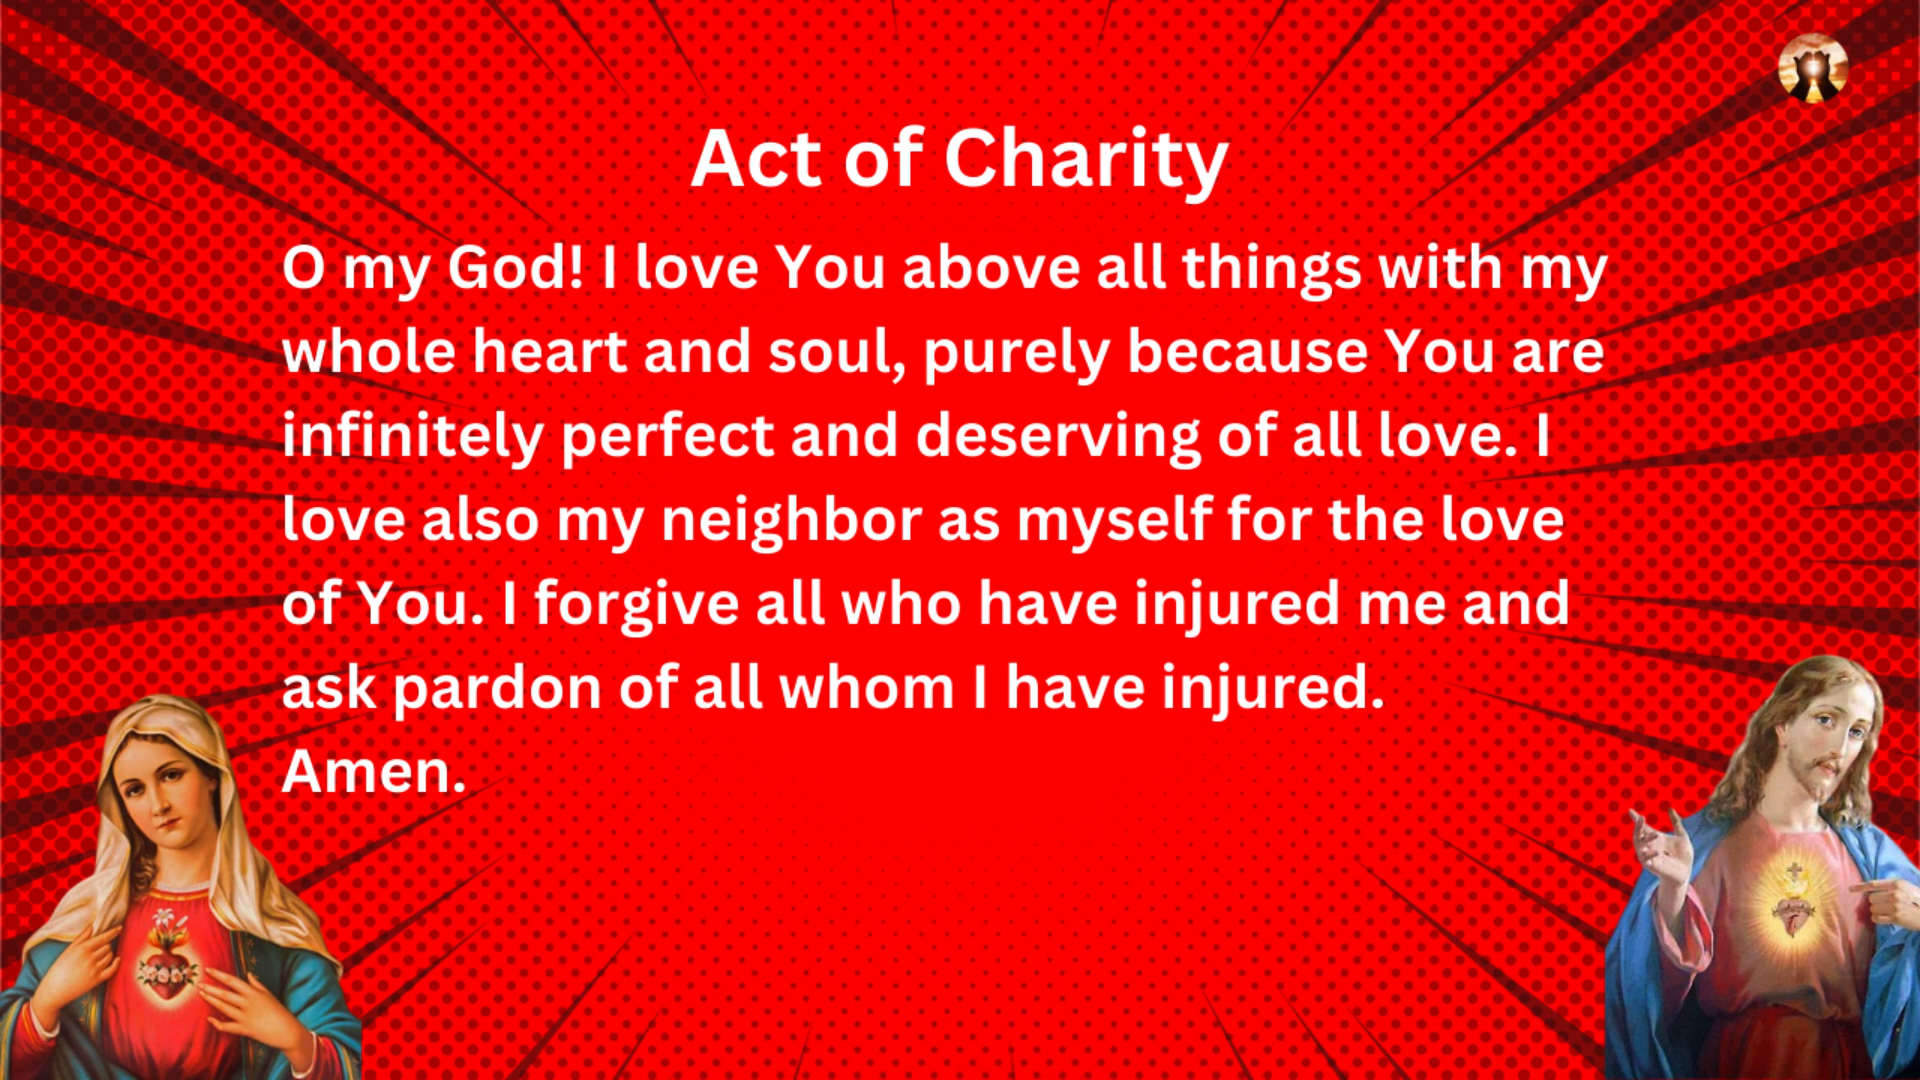 Act of Charity
O my God! I love You above all things with my
whole heart and soul, purely because You are
infinitely perfect and deserving of all love. I
love also my neighbor as myself for the love
of You. I forgive all who have injured me and
ask pardon of all whom I have injured.
Amen.